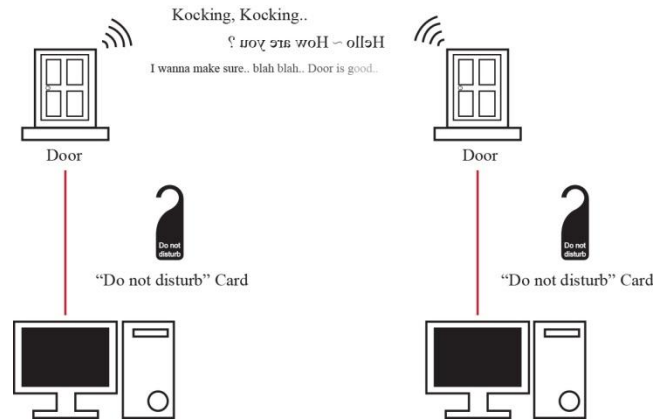 Kocking, Kocking..
Hello ~ How are you ?
I wanna make sure.. blah blah.. Door is good..
Door
Door
Do not
disturb
Do not
disturb
“Do not disturb” Card
“Do not disturb” Card